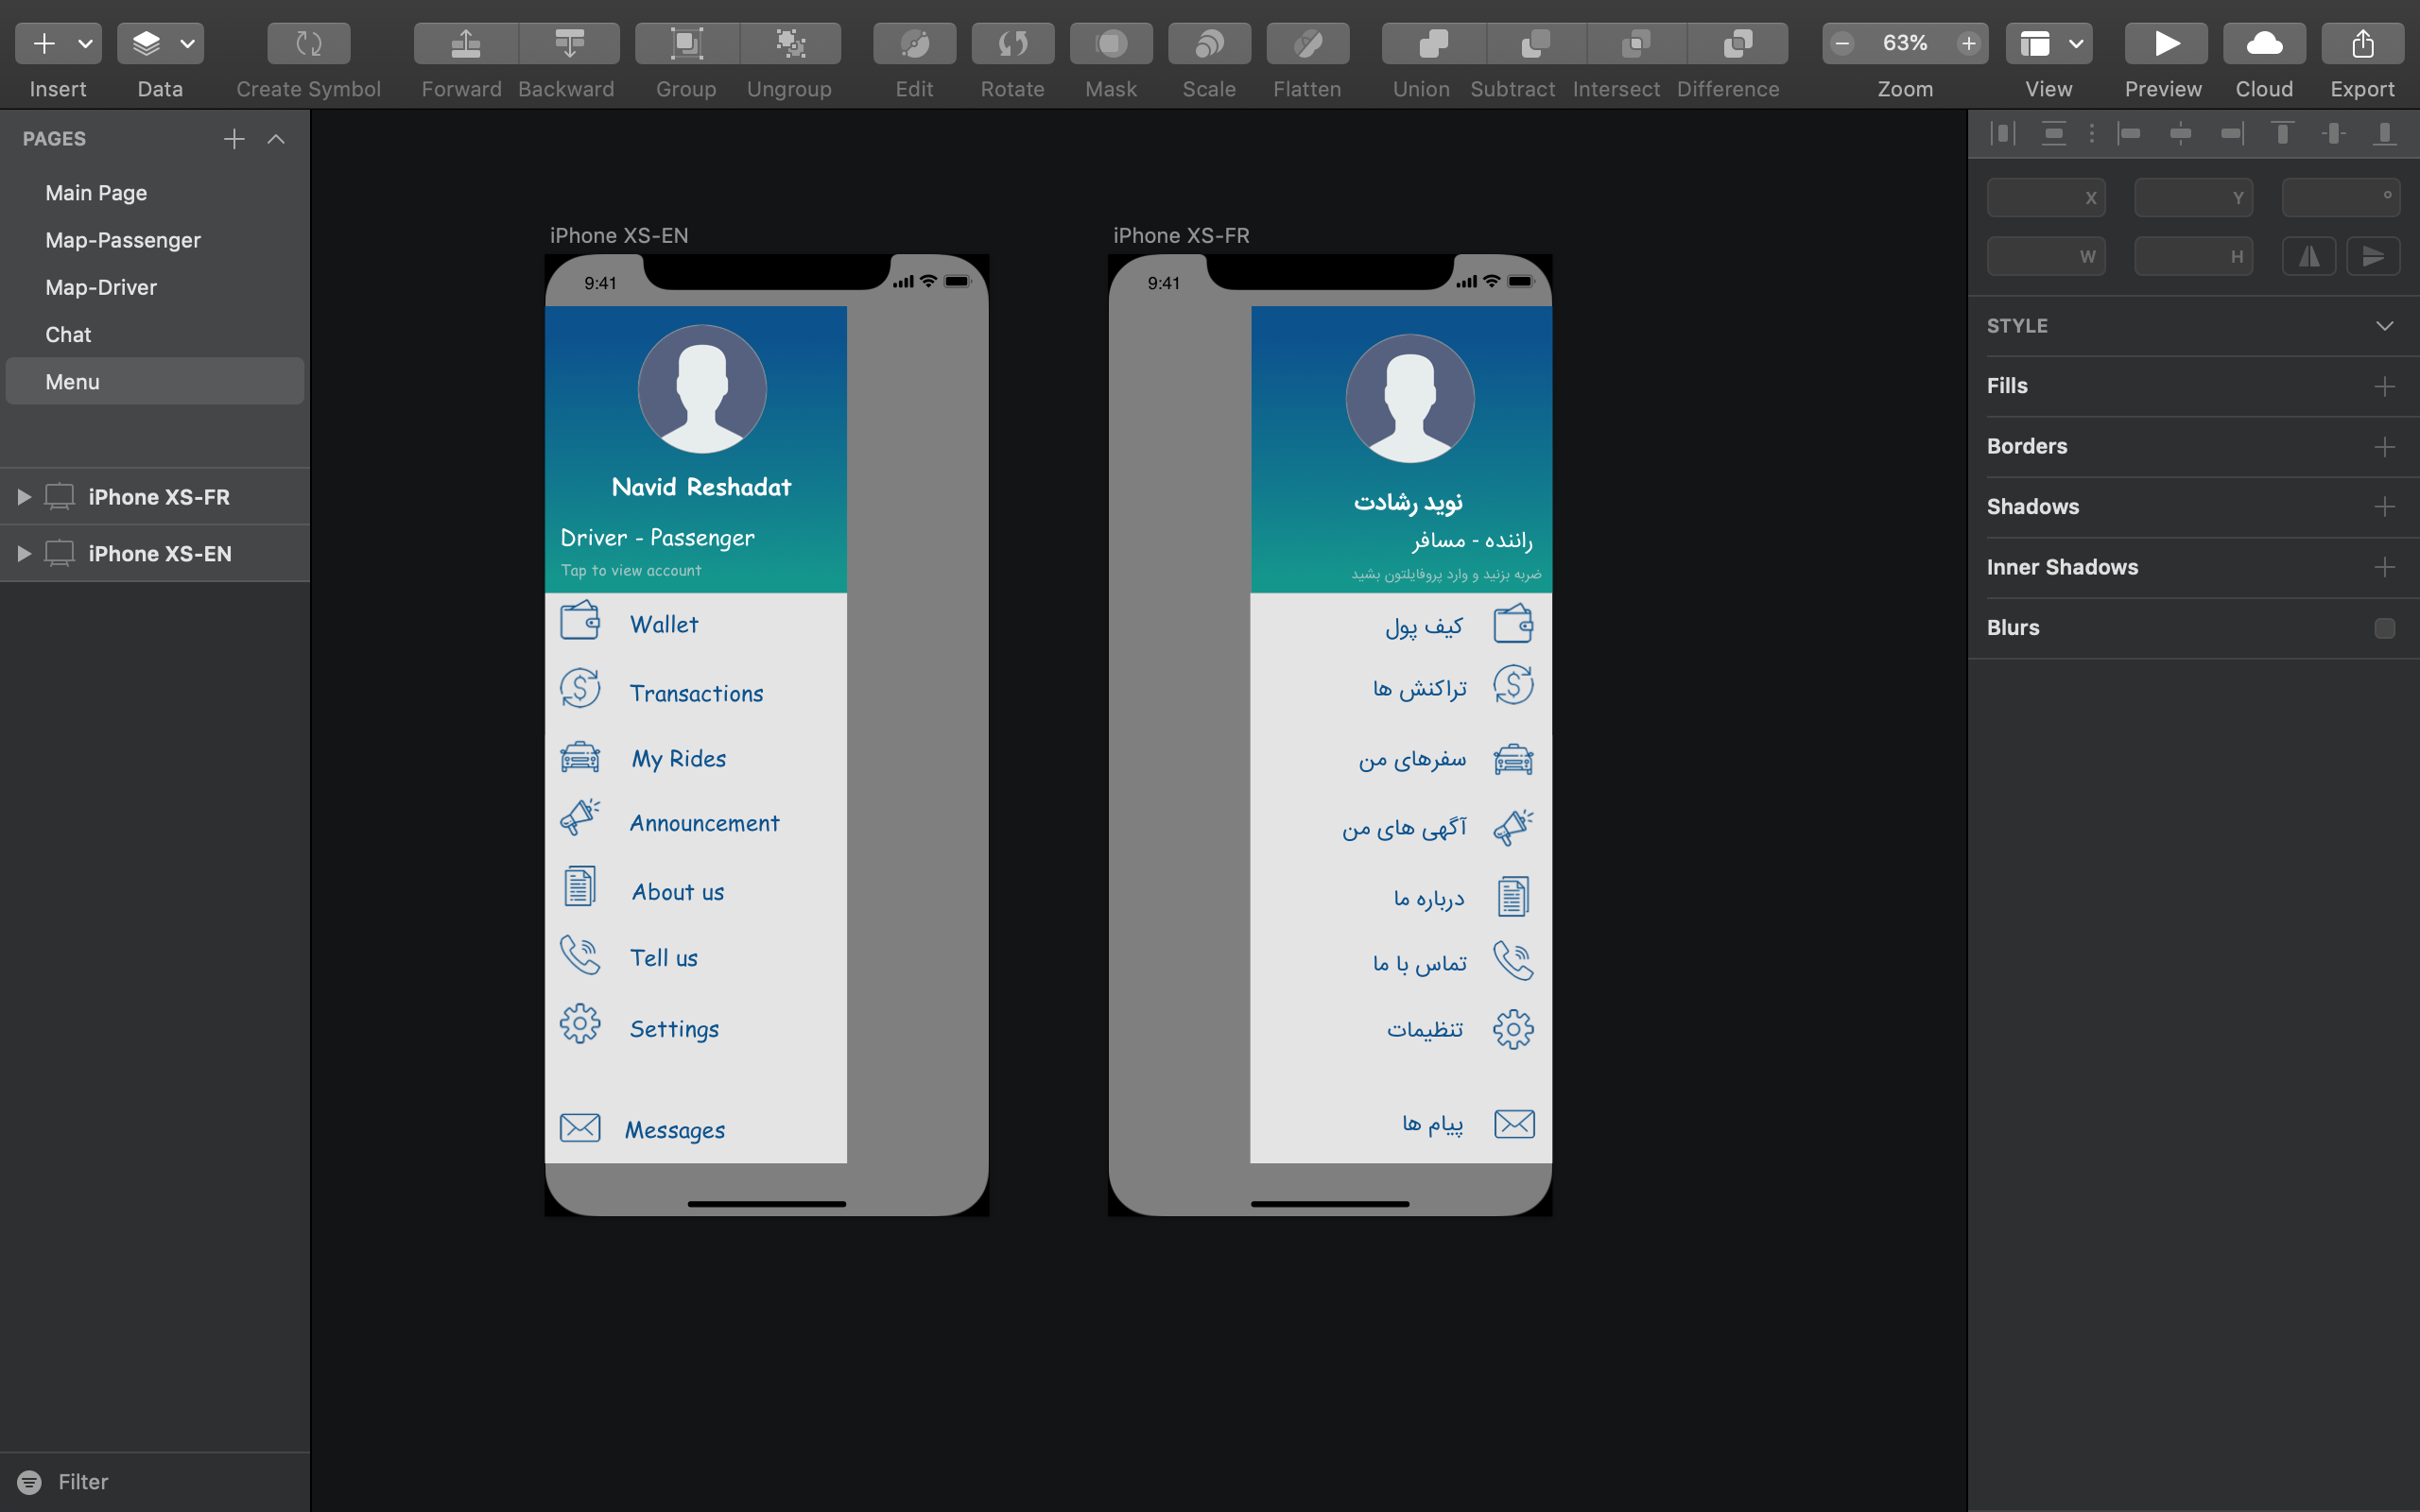 63%
Insert
Data
Create Symbol
Forward
Backward
Group
Ungroup
Edit
Rotate
Mask
Scale
Flatten
Union
Subtract
Intersect
Difference
Zoom
View
Preview
Cloud
Export
PAGES
Main Page
Map-Passenger
Map-Driver
Chat
Menu
iPhone XS-FR
iPhone XS-EN
Filter
iPhone XS-EN
9:41
Navid Reshadat
Driver - Passenger
Tap to view account
Wallet
Transactions
My Rides
Announcement
About us
Tell us
Settings
Messages
iPhone XS-FR
9:41
نوید رشادت
راننده - مسافر
ضربه بزنید و وارد پروفایلتون بشید
کیف پول
تراکنش ها
سفرهای من
آگهی های من
درباره ما
تماس با ما
تنظیمات
پیام ها
X
Y
°
W
H
STYLE
Fills
Borders
Shadows
Inner Shadows
Blurs